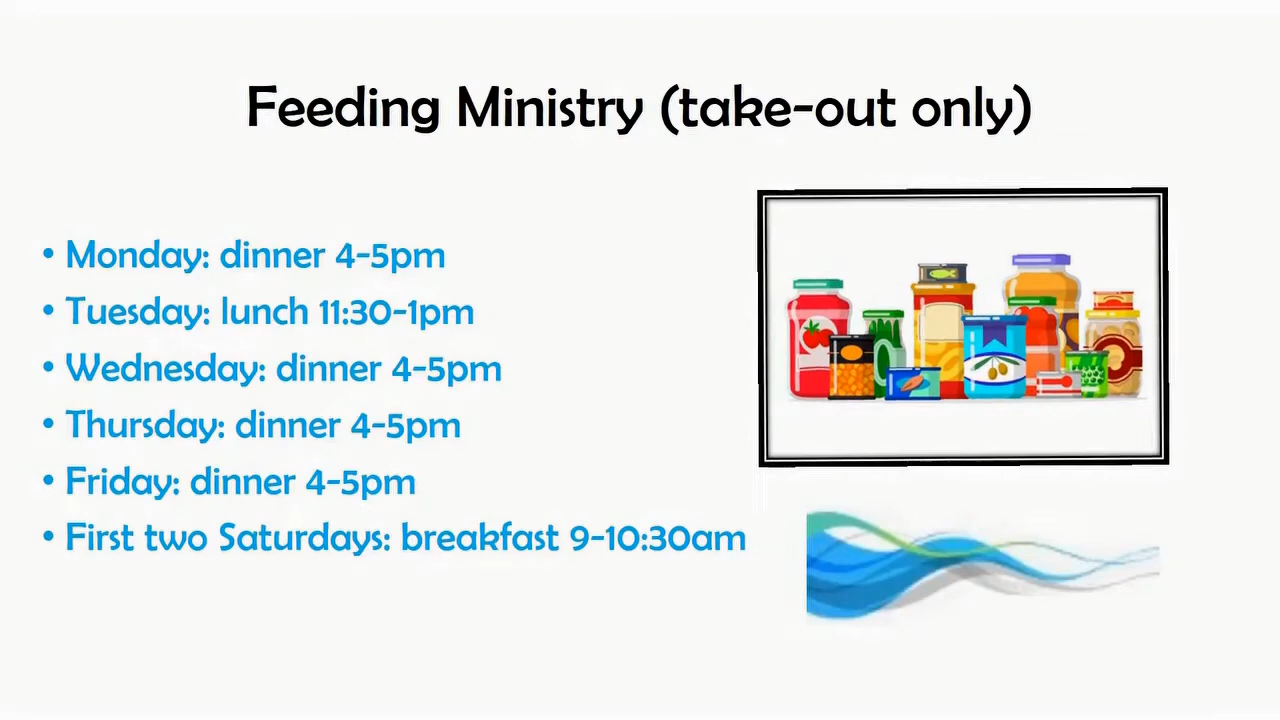 Feeding Ministry (take-out only)
• Monday: dinner 4-5pm
• Tuesday: lunch 11:30-1pm
• Wednesday: dinner 4-5pm
• Thursday: dinner 4-5pm
• Friday: dinner 4-5pm
• First two Saturdays: breakfast 9-10:30am